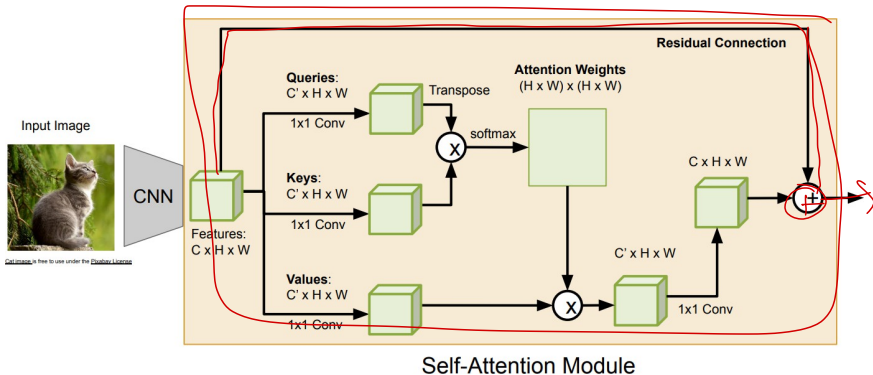 Residual Connection
Queries:
C' x H x W
1x1 Conv
Transpose
Attention Weights
(H x W) x (H x W)
softmax
X
Input Image
CNN
Features:
C x H x W
Cat image is free to use under the Pixabay License
Keys:
C' x H x W
1x1 Conv
Values:
C' x H x W
1x1 Conv
X
C' x H x W
1x1 Conv
C x H x W
+
Self-Attention Module